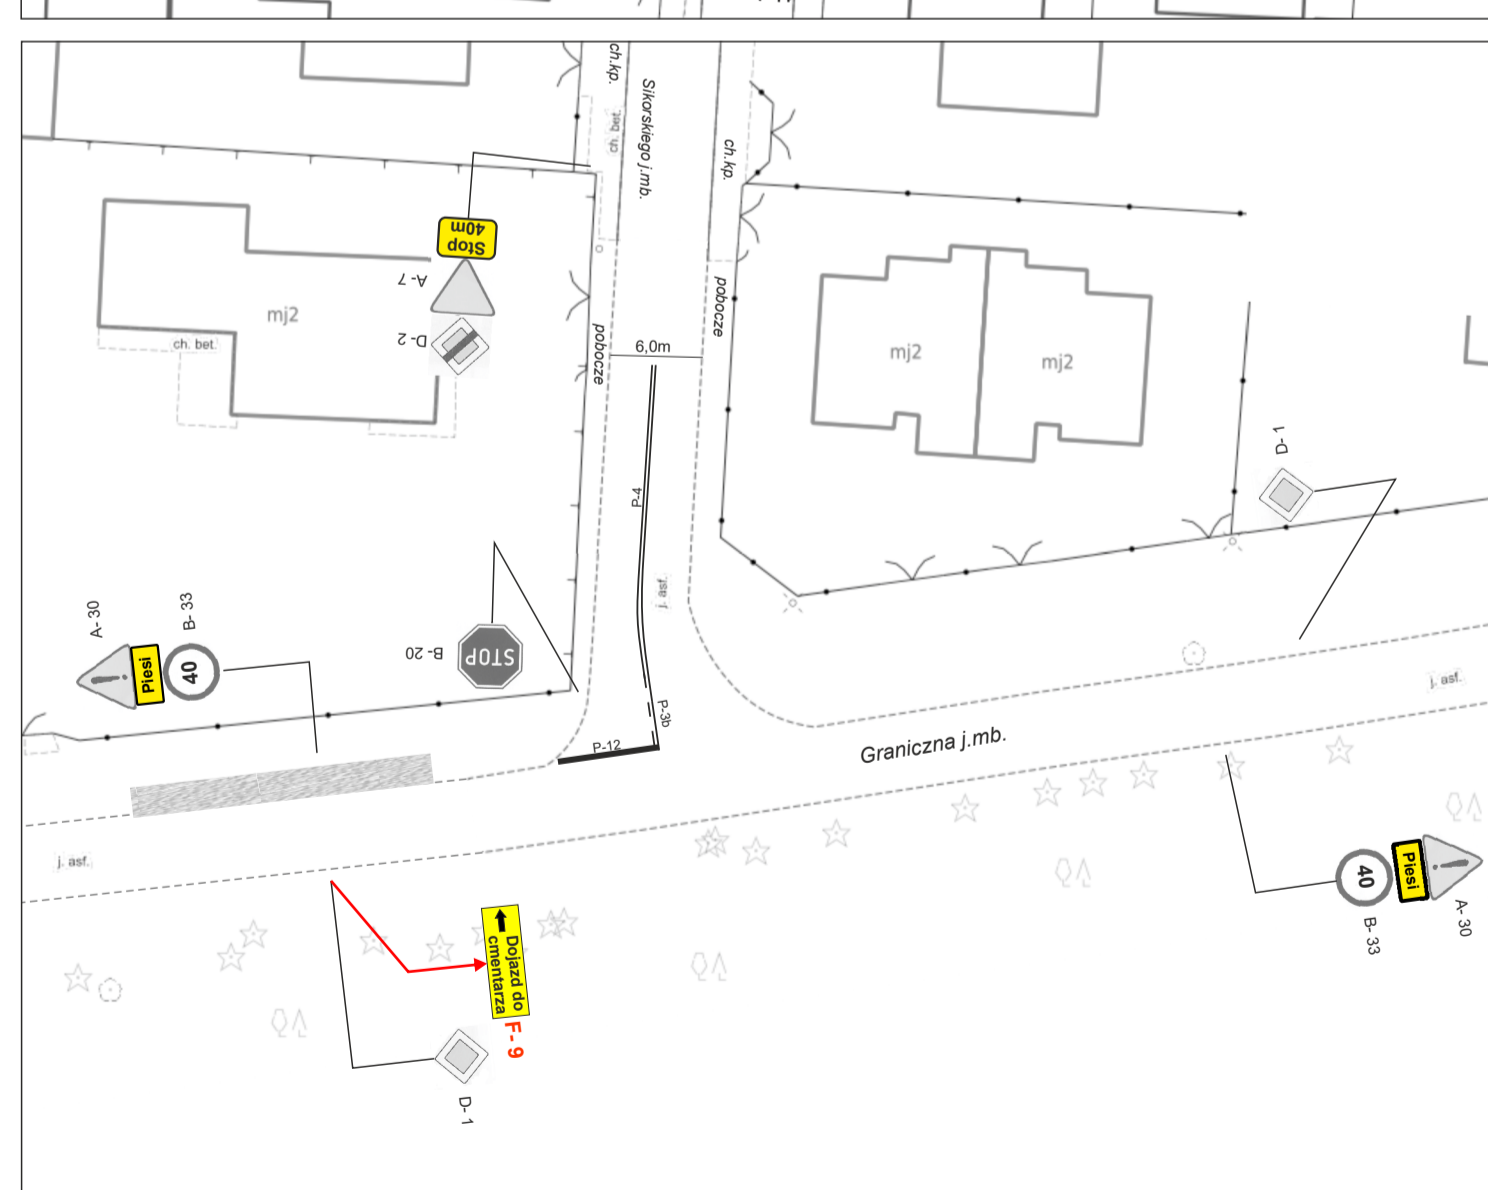 ch.kp.
Sikorskiego j.mb.
ch. bet.
ch.kp.
Stop
40m
A-7
D-2
mj2
ch. bet.
pobocze
6,0m
pobocze
mj2
mj2
P-4
D-1
j. asf.
A-30
Piesi
B-33
40
B-20
STOP
P-3b
P-12
Graniczna j.mb.
j. asf.
j. asf.
40
Piesi
B-33
A-30
Dojazd do
cmentarza
F-9
D-1